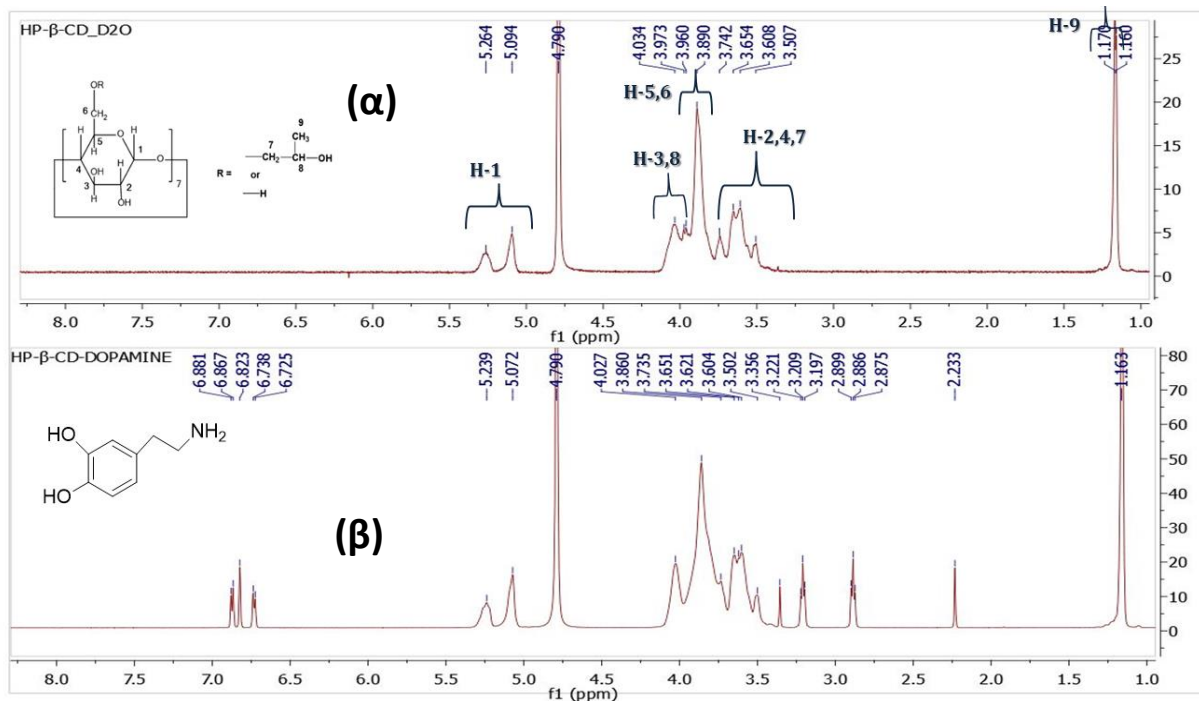 HP-β-CD_D2O
5.264
5.094
4.790
4.034
3.973
3.960
3.890
3.742
3.654
3.608
3.507
1.170
1.160
H-9
H-5,6
H-3,8
H-2,4,7
H-1
(α)
OR
6 CH₂
5
O
H
H
H
1
4
OH
H
O
3
2
H
OH
7
R =
7
9
CH₃
CH₂—CH—OH
8
or
H
25
20
15
10
5
0
8.0 7.5 7.0 6.5 6.0 5.5 5.0 4.5 4.0 3.5 3.0 2.5 2.0 1.5 1.0
f1 (ppm)
HP-β-CD-DOPAMINE
6.881
6.867
6.823
6.738
6.725
5.239
5.072
4.790
4.027
3.860
3.735
3.651
3.621
3.604
3.502
3.356
3.221
3.209
3.197
2.899
2.886
2.875
2.233
1.163
HO
HO
NH₂
(β)
80
70
60
50
40
30
20
10
0
8.0 7.5 7.0 6.5 6.0 5.5 5.0 4.5 4.0 3.5 3.0 2.5 2.0 1.5 1.0
f1 (ppm)